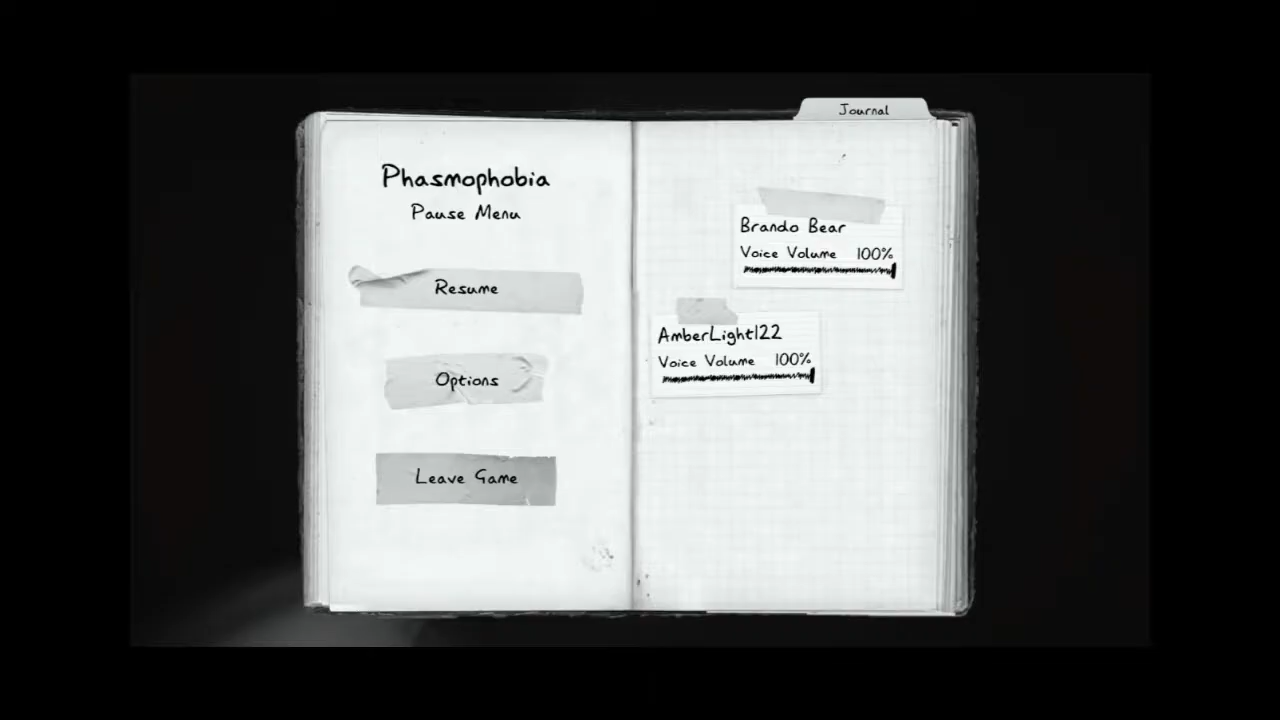 Journal
Phasmophobia
Pause Menu
Resume
Options
Leave Game
Brando Bear
Voice Volume 100%
AmberLight122
Voice Volume 100%